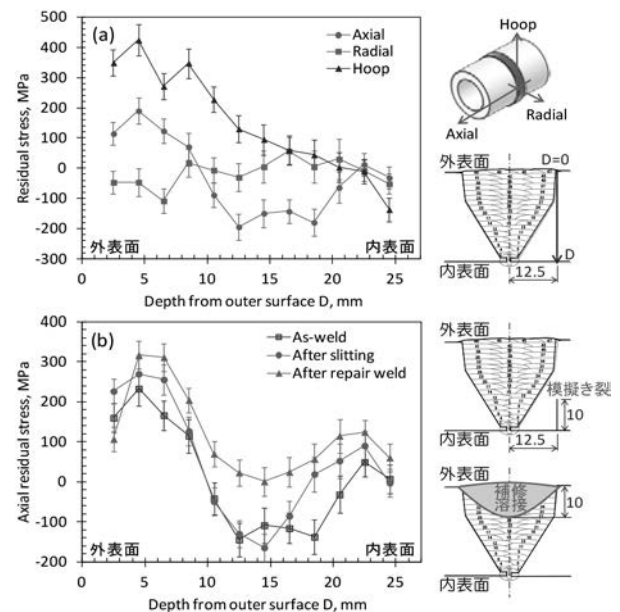 500
400
300
200
100
0
-100
-200
-300
Residual stress, MPa
(a)
Axial
Radial
Hoop
外表面
内表面
0 5 10 15 20 25
Depth from outer surface D, mm
Hoop
Radial
Axial
外表面
D=0
内表面
D
12.5
400
300
200
100
0
-100
-200
Axial residual stress, MPa
(b)
As-weld
After slitting
After repair weld
外表面
内表面
0 5 10 15 20 25
Depth from outer surface D, mm
外表面
模擬き裂
10
内表面
12.5
外表面
補修
溶接
10
内表面